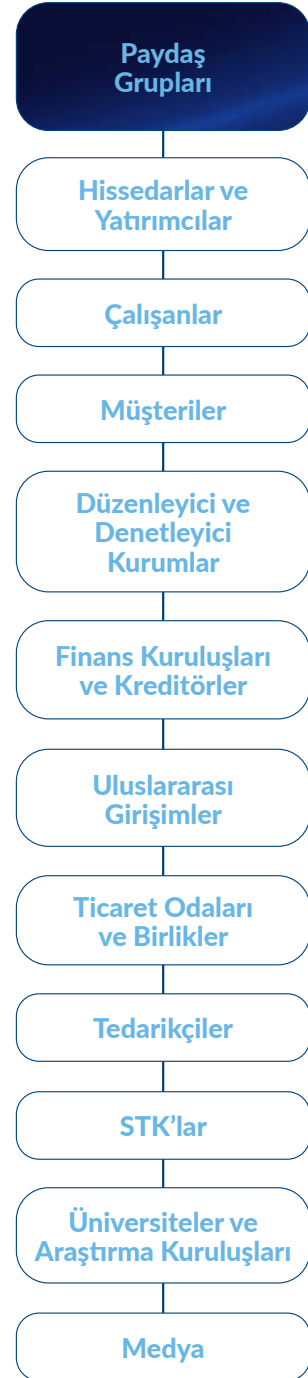 Paydaş
Grupları
Hissedarlar ve
Yatırımcılar
Çalışanlar
Müşteriler
Düzenleyici ve
Denetleyici
Kurumlar
Finans Kuruluşları
ve Kreditörler
Uluslararası
Girişimler
Ticaret Odaları
ve Birlikler
Tedarikçiler
STK’lar
Üniversiteler ve
Araştırma Kuruluşları
Medya